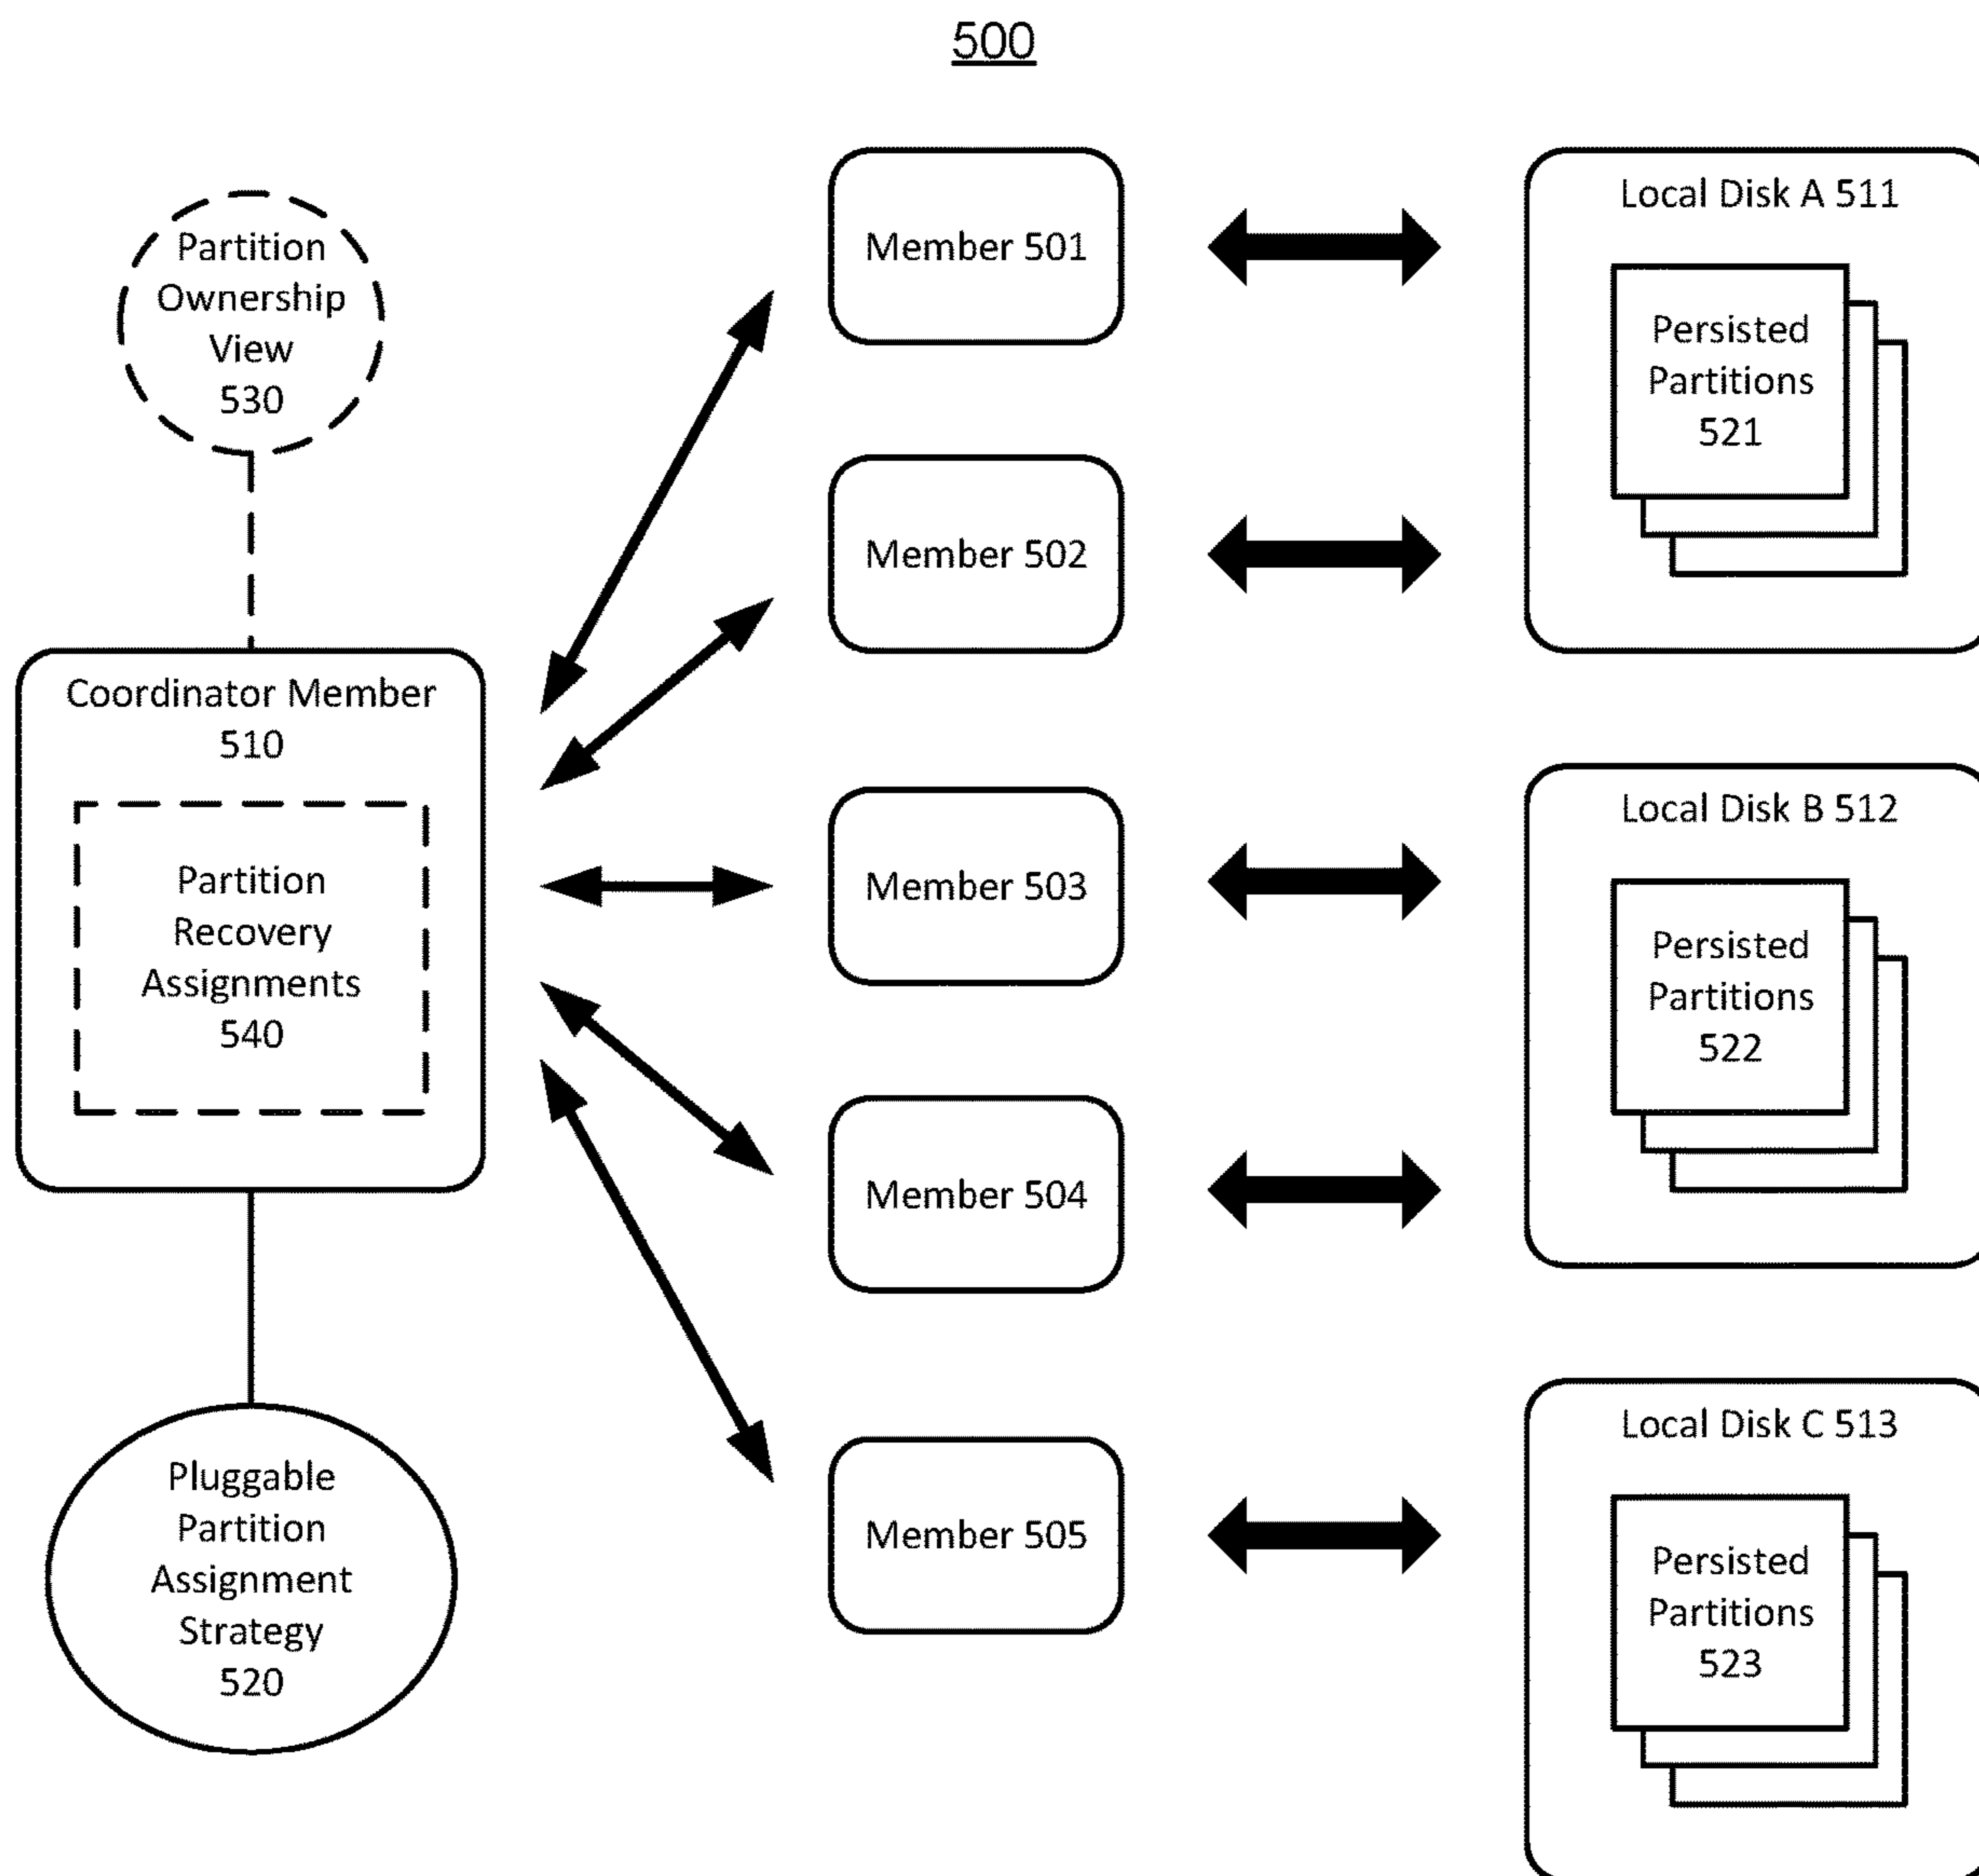 500
Partition
Ownership
View
530
Coordinator Member
510
Partition
Recovery
Assignments
540
Pluggable
Partition
Assignment
Strategy
520
Member 501
Member 502
Member 503
Member 504
Member 505
Local Disk A 511
Persisted
Partitions
521
Local Disk B 512
Persisted
Partitions
522
Local Disk C 513
Persisted
Partitions
523